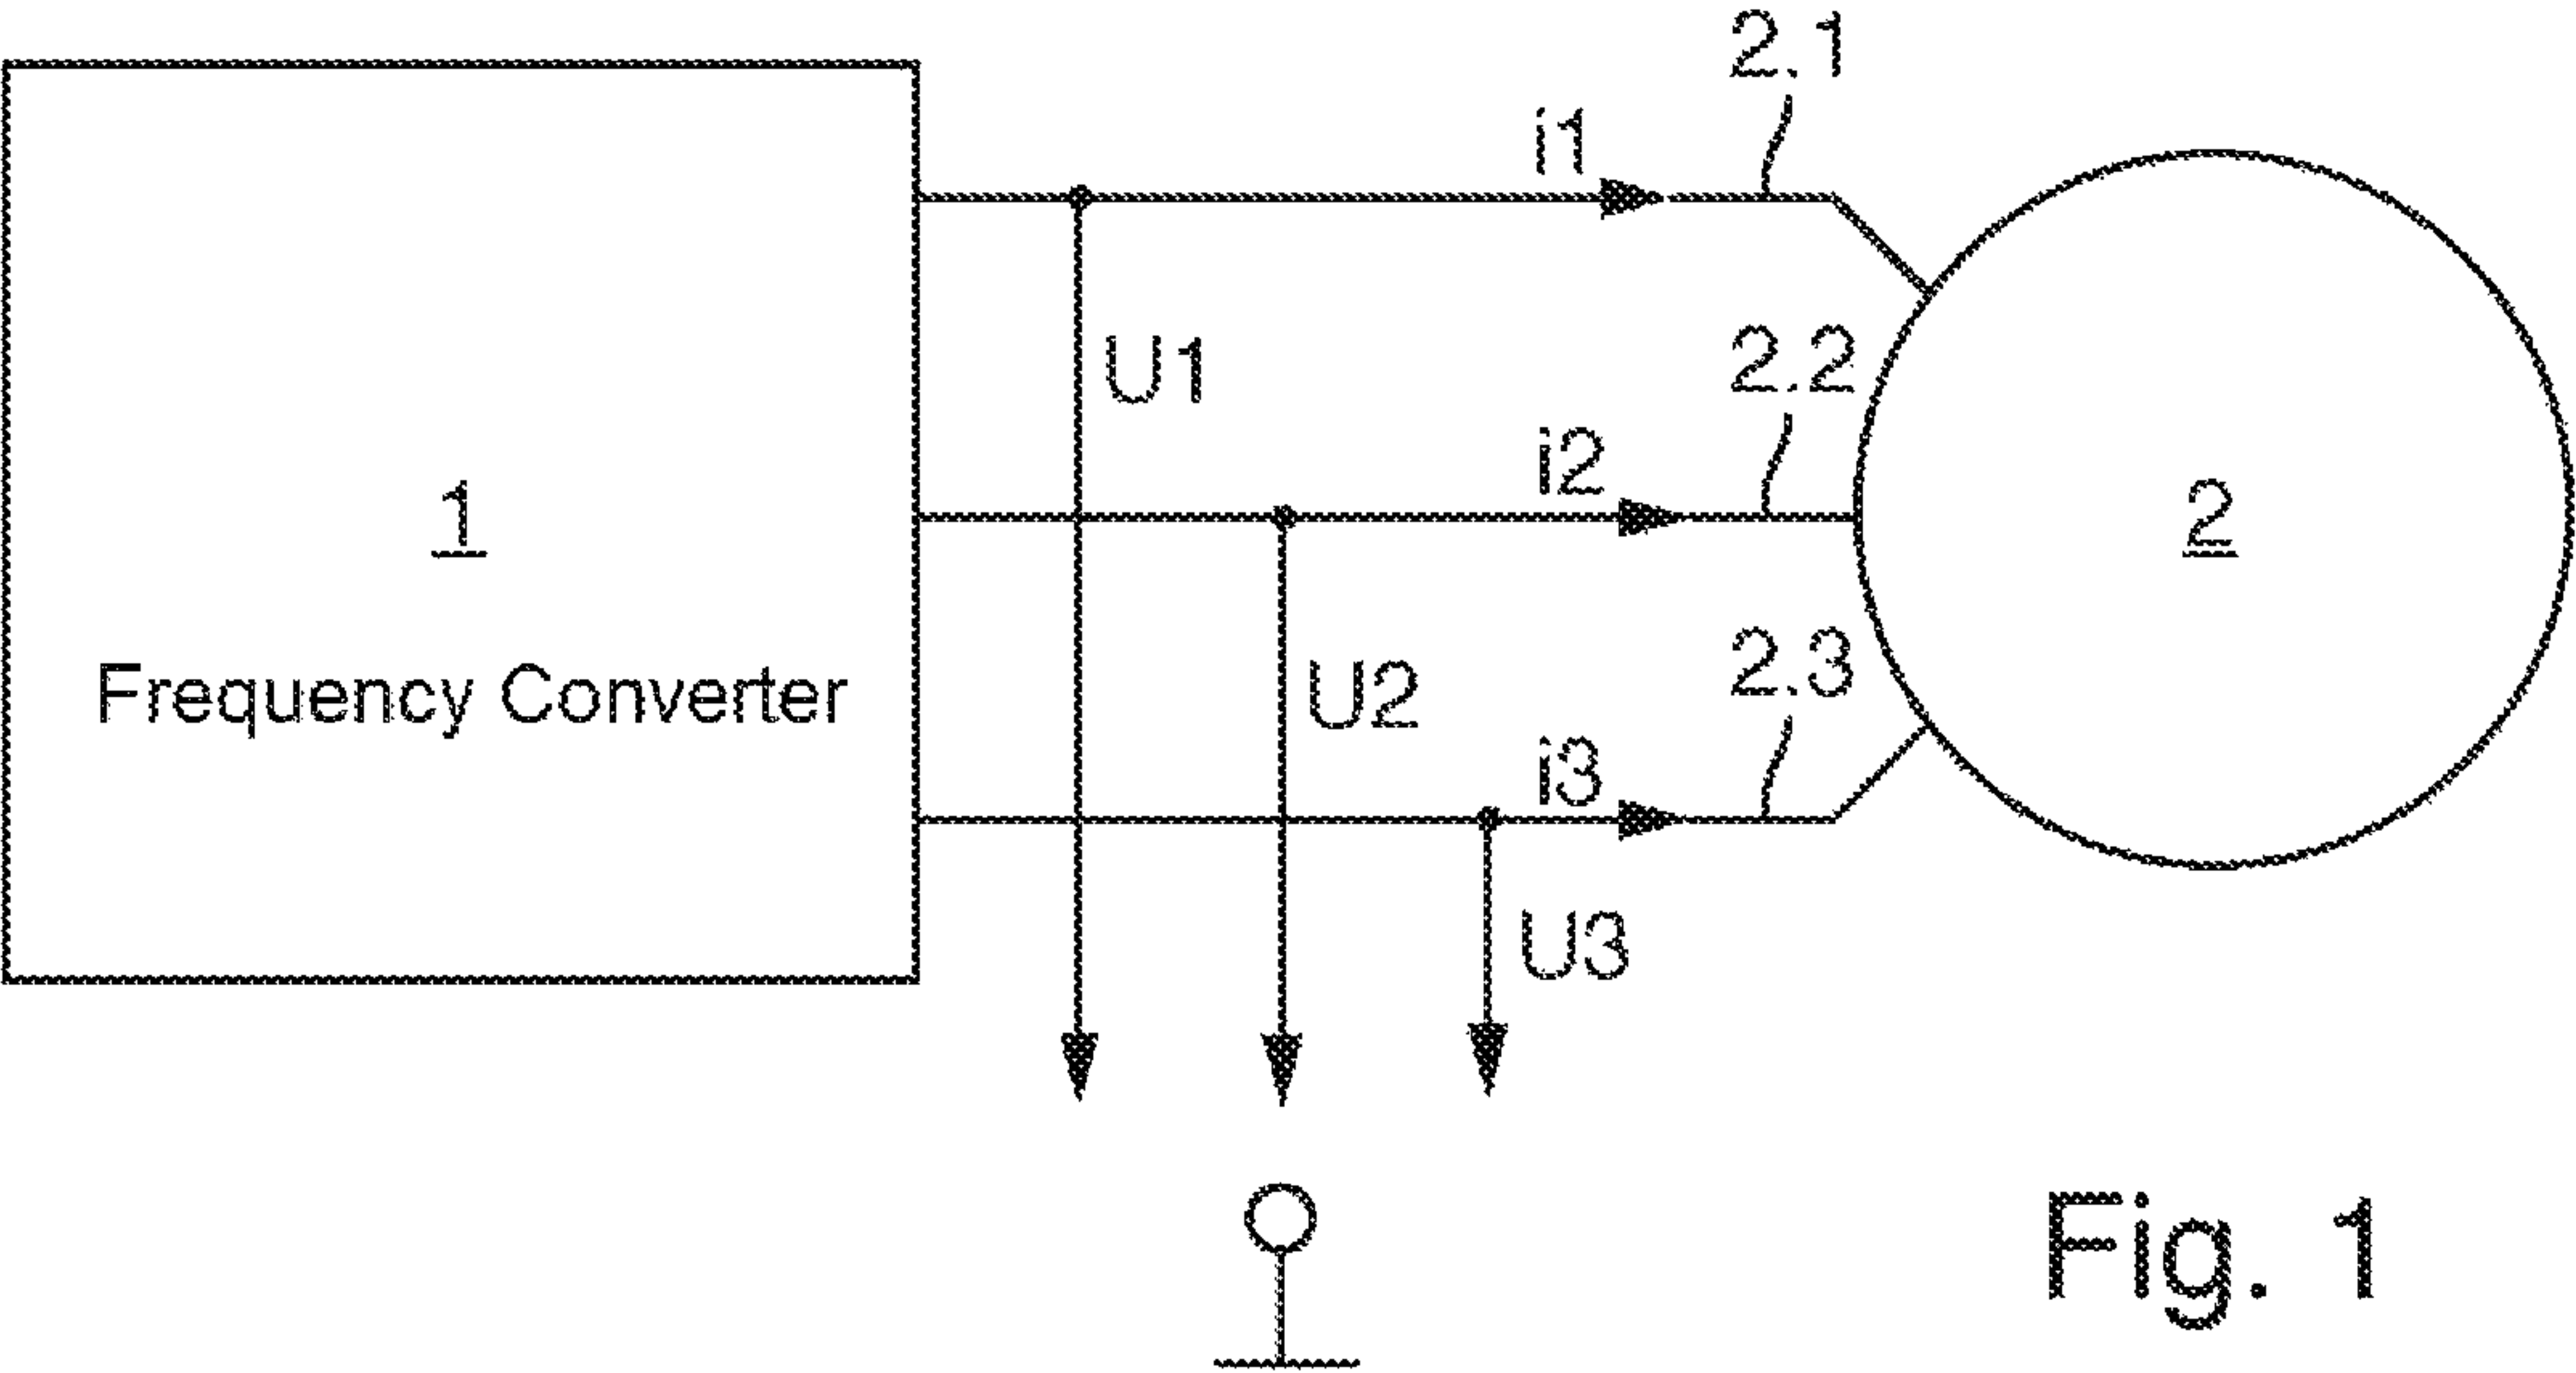 2.1
i1
U1
2.2
i2
1
2
Frequency Converter
U2
2.3
i3
U3
Fig. 1